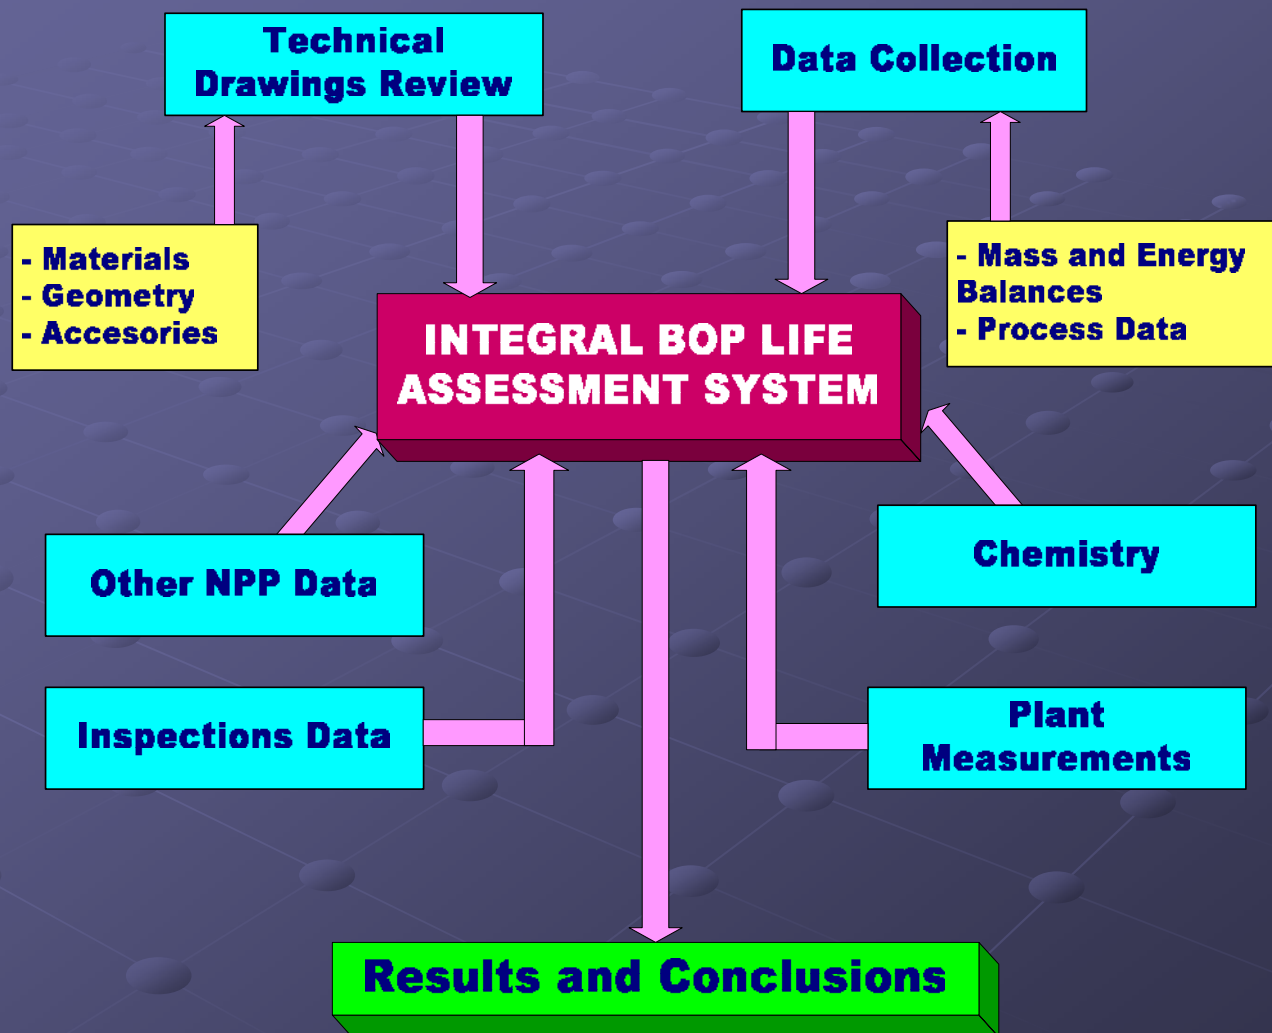 Technical
Drawings Review
Data Collection
- Materials
- Geometry
- Accesories
- Mass and Energy
Balances
- Process Data
INTEGRAL BOP LIFE
ASSESSMENT SYSTEM
Other NPP Data
Chemistry
Inspections Data
Plant
Measurements
Results and Conclusions